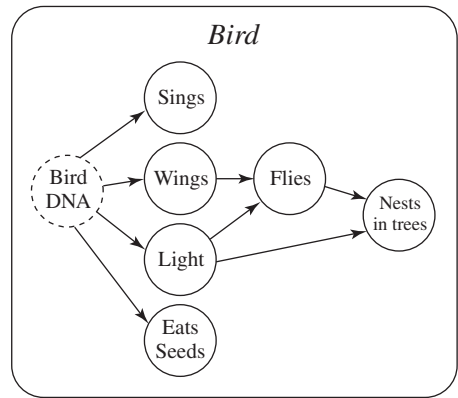 Bird
Sings
Bird
DNA
Wings
Flies
Nests
in trees
Light
Eats
Seeds